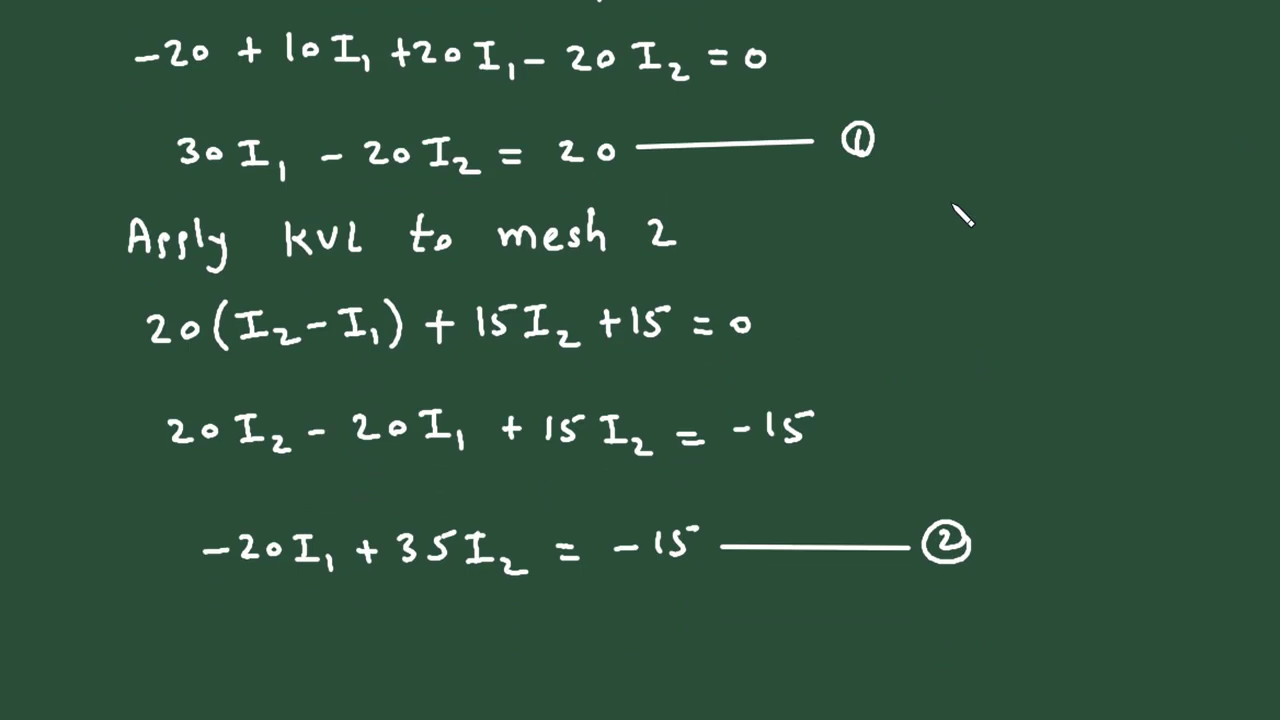 -20 + 10I₁ +20I₁ - 20I₂ = 0
30I₁ - 20I₂ = 20 ——— ①
Apply KVL to mesh 2
20(I₂-I₁) + 15I₂ +15 = 0
20I₂ - 20I₁ + 15I₂ = -15
-20I₁ + 35I₂ = -15 ——— ②